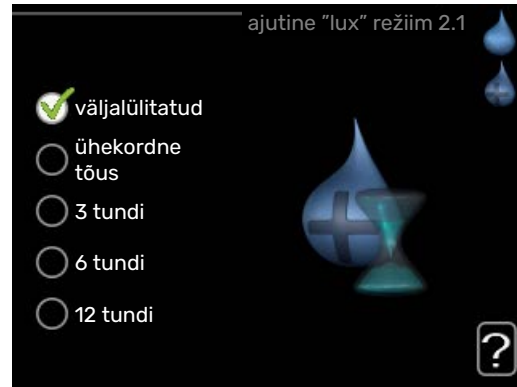 ajutine ”lux” režiim 2.1
väljalülitatud
ühekordne
tõus
3 tundi
6 tundi
12 tundi
?